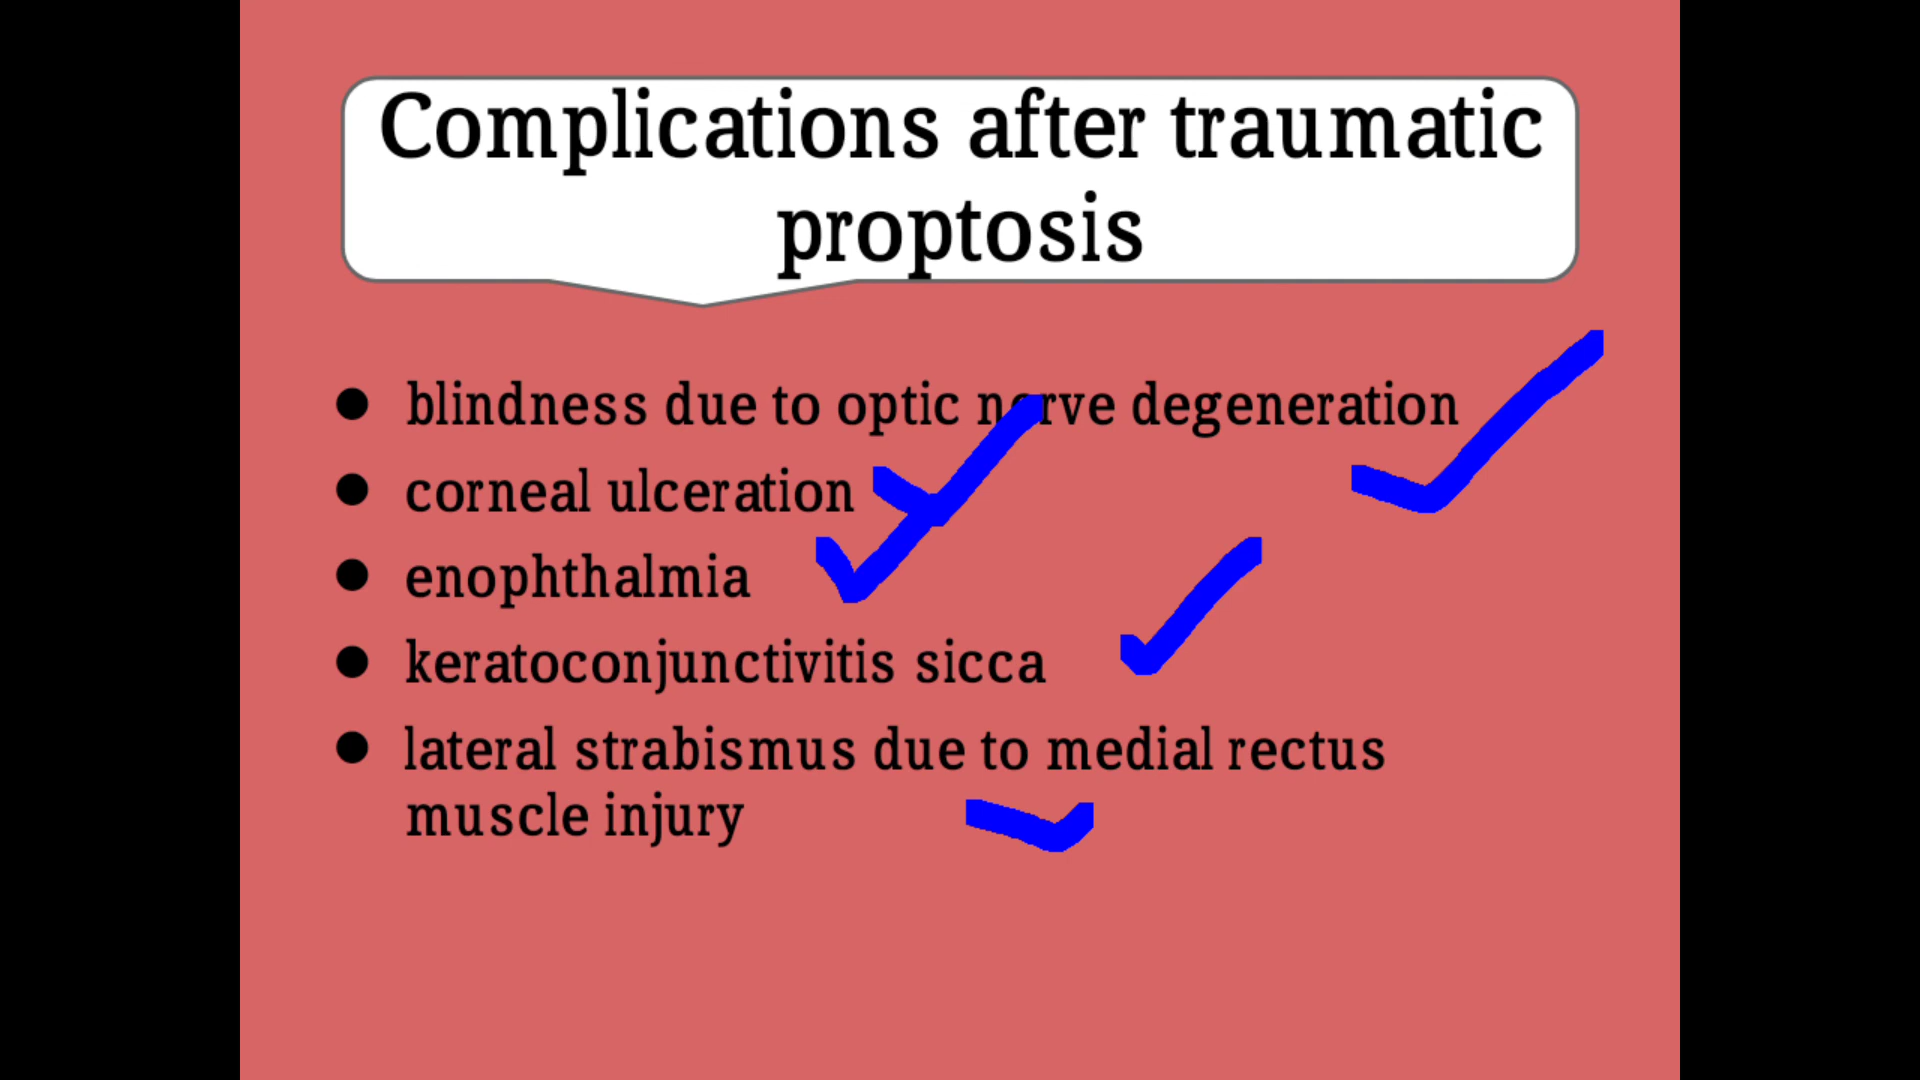 Complications after traumatic
proptosis
● blindness due to optic nerve degeneration
● corneal ulceration
● enophthalmia
● keratoconjunctivitis sicca
● lateral strabismus due to medial rectus
muscle injury